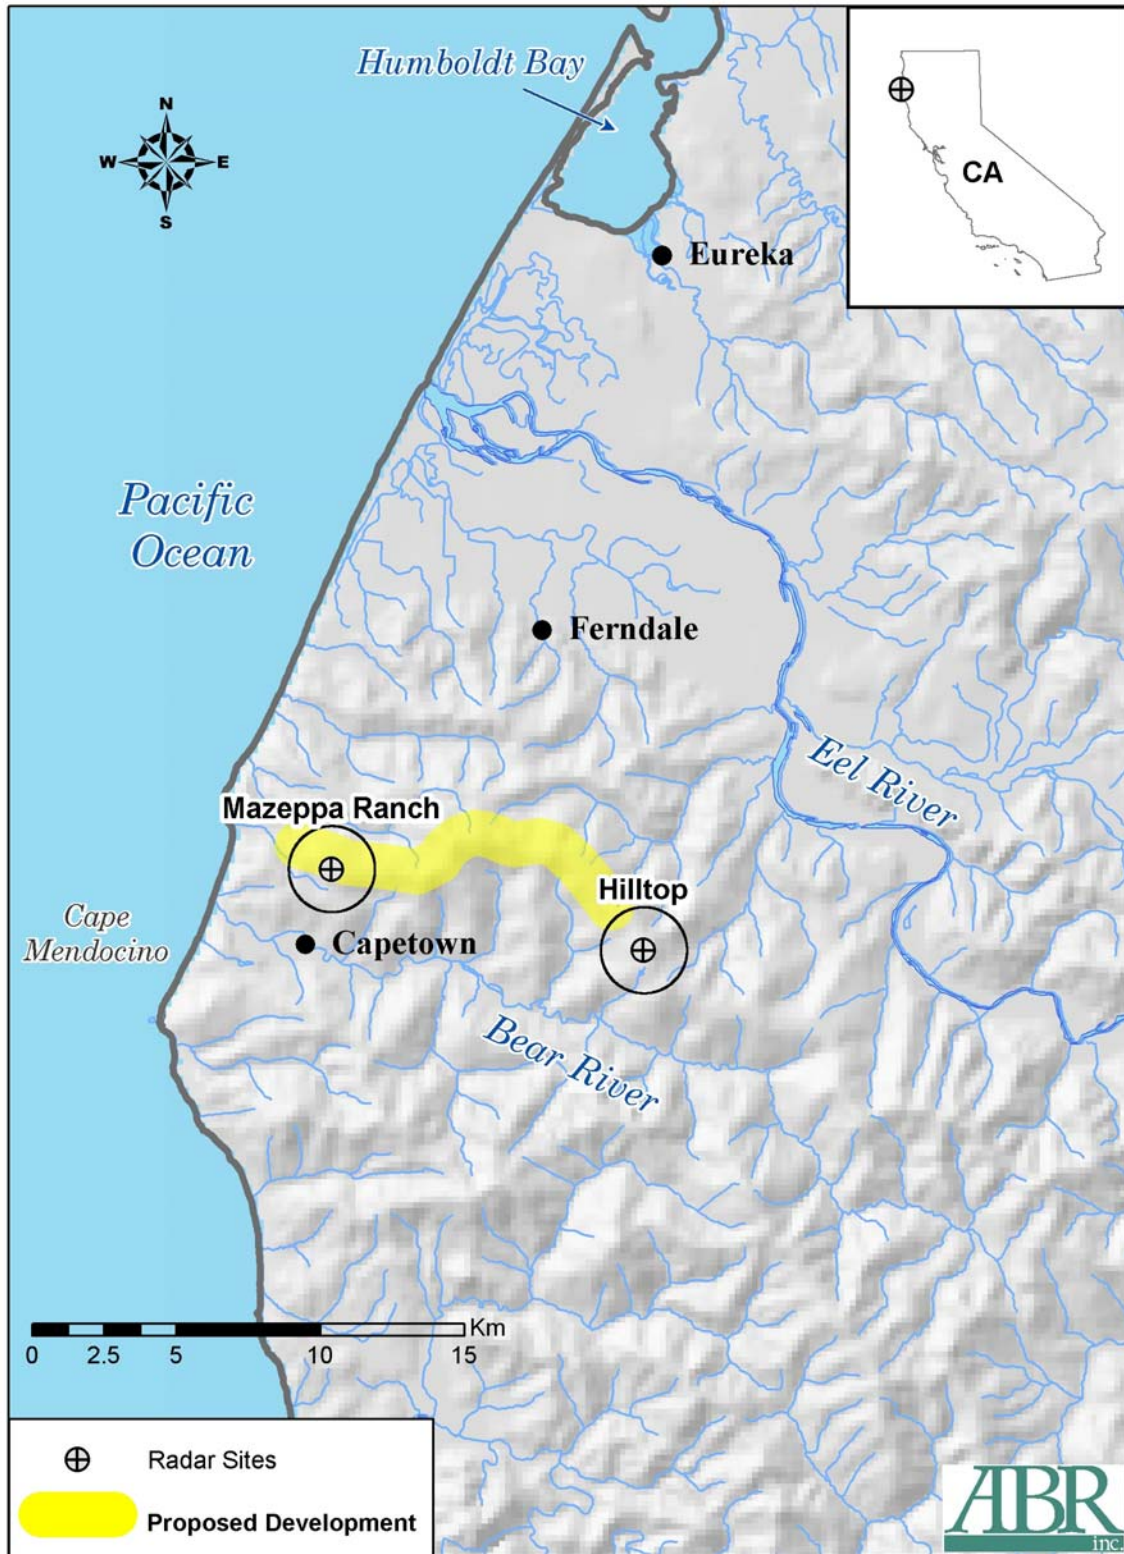 Humboldt Bay
N
W
E
S
CA
Eureka
Pacific
Ocean
Ferndale
Eel River
Mazeppa Ranch
Hilltop
Cape
Mendocino
Capetown
Bear River
Km
0 2.5 5 10 15
Radar Sites
Proposed Development
ABR
inc.